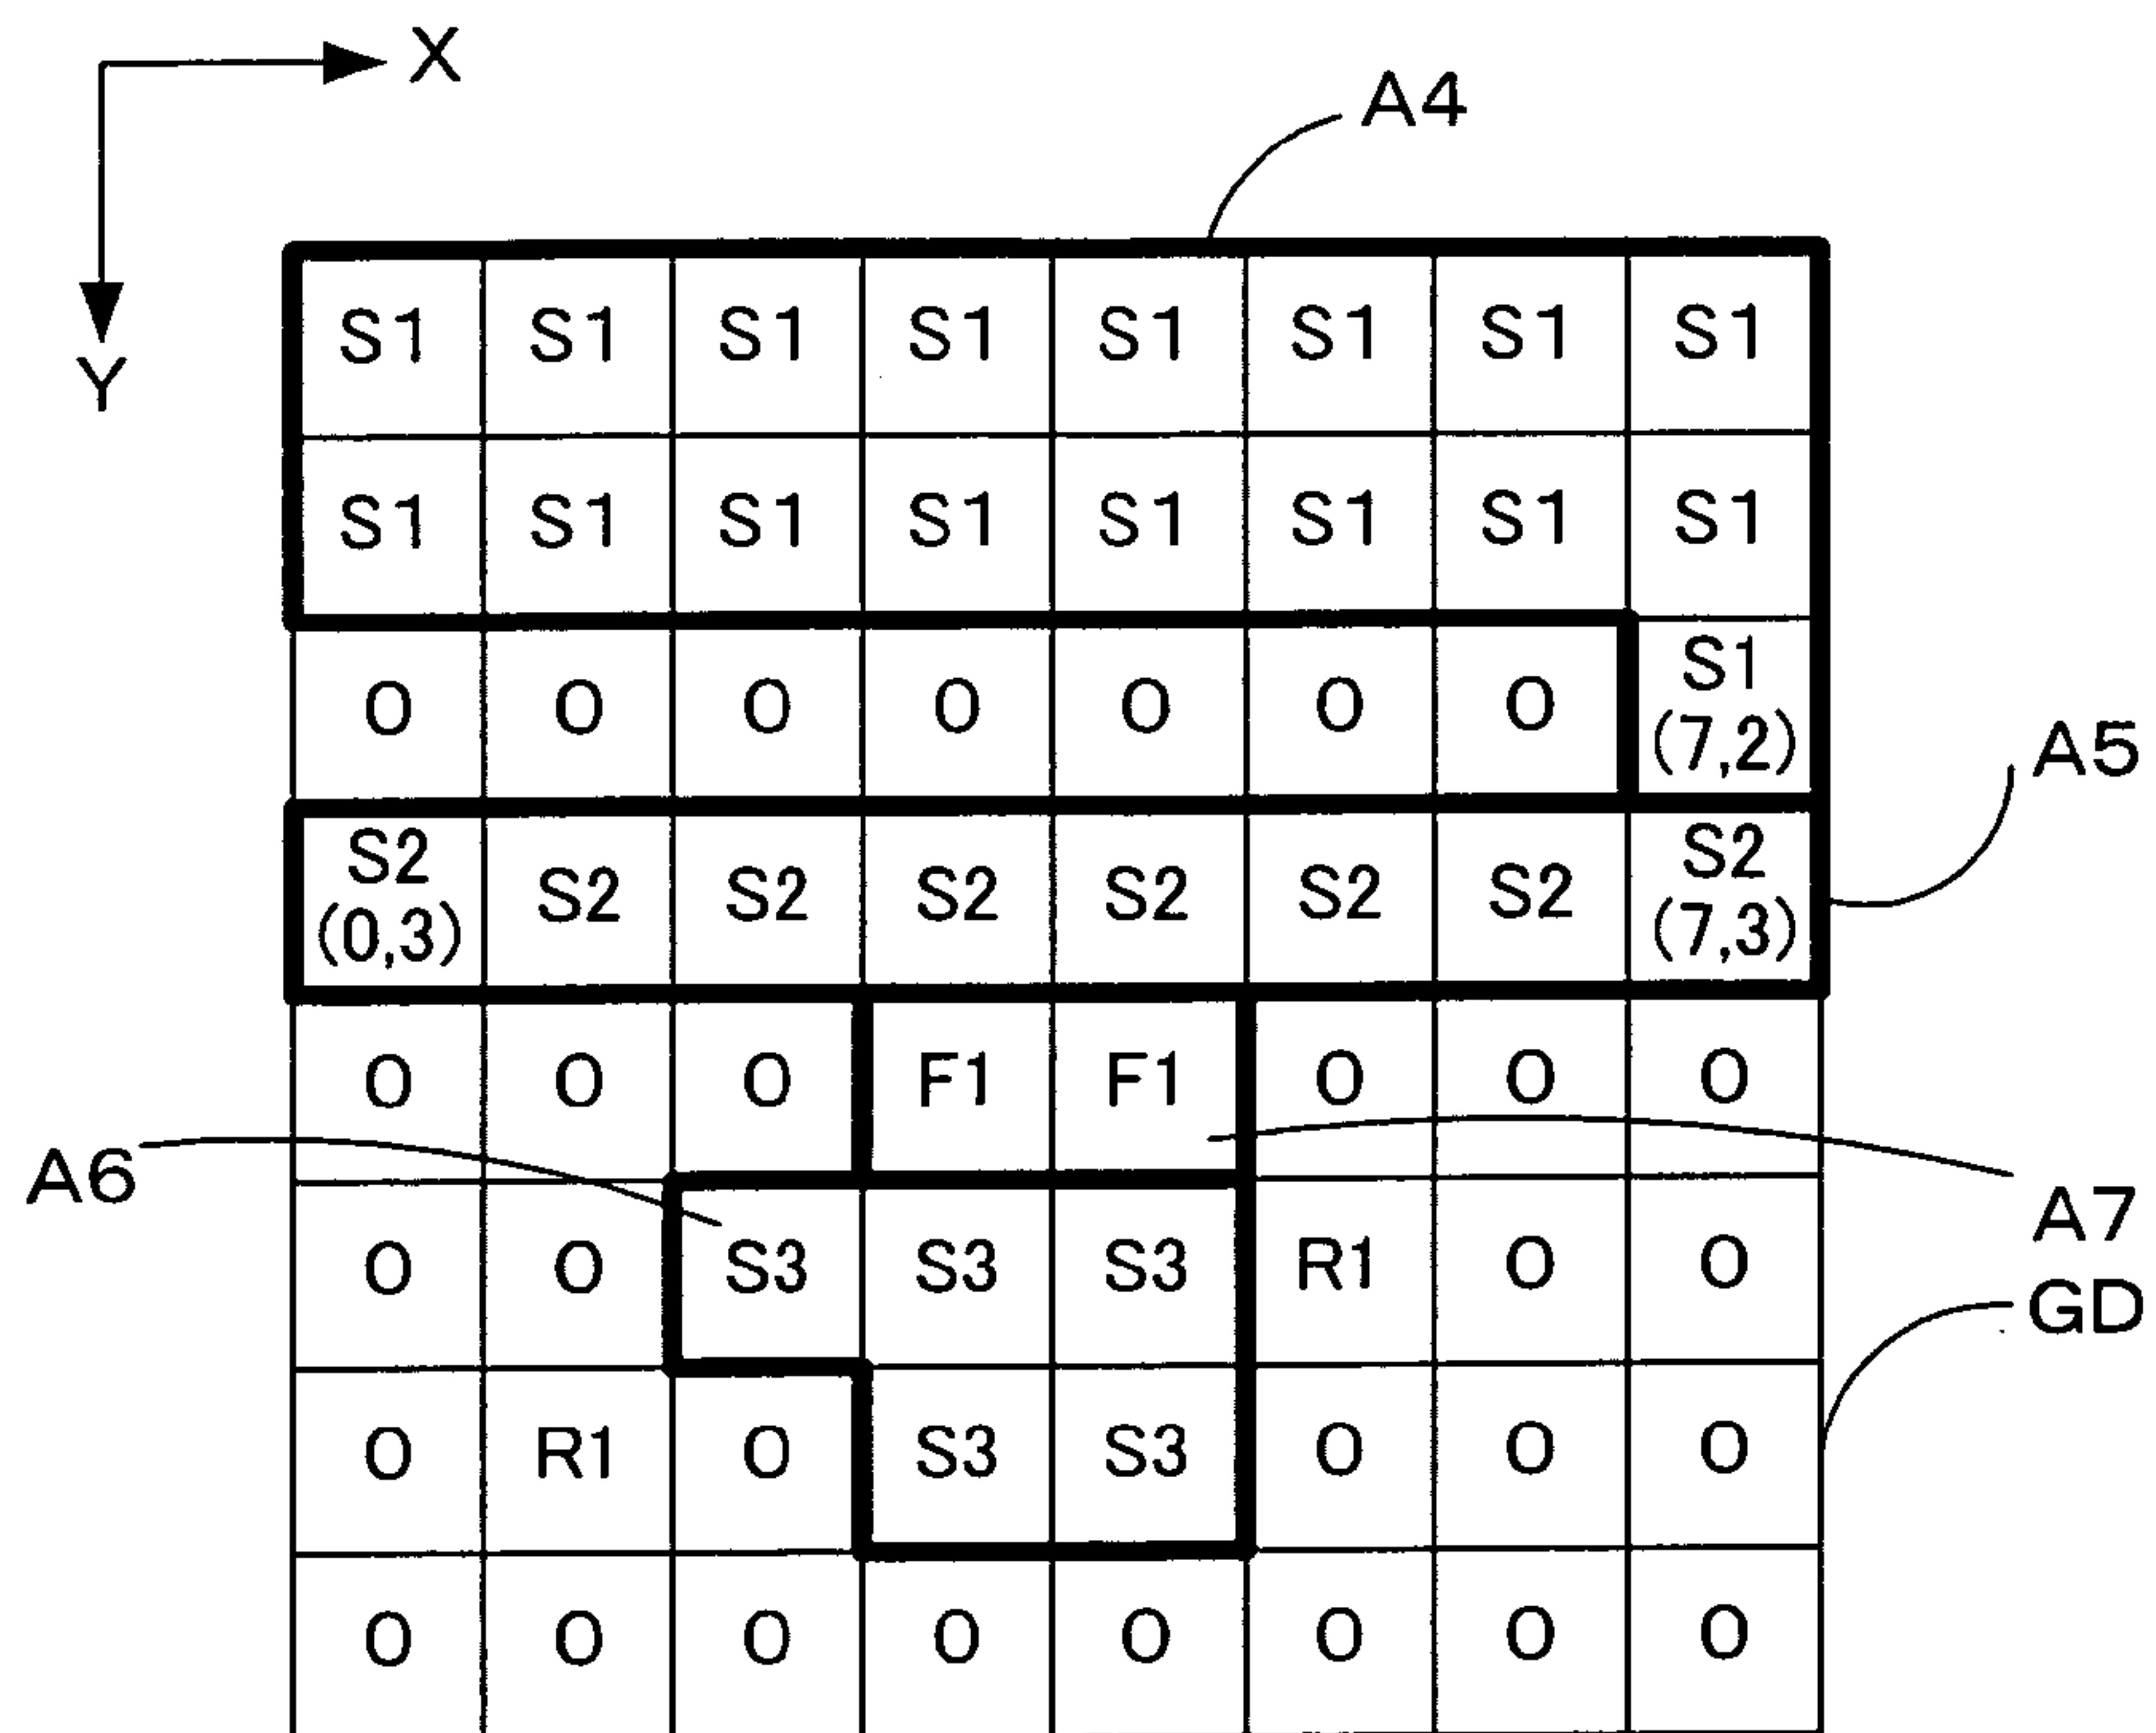 X
A4
Y
S1 S1 S1 S1 S1 S1 S1 S1
S1 S1 S1 S1 S1 S1 S1 S1
O O O O O O O S1 (7,2)
A5
S2 (0,3) S2 S2 S2 S2 S2 S2 S2 (7,3)
O O O F1 F1 O O O
A6
A7
O O S3 S3 S3 R1 O O
GD
O R1 O S3 S3 O O O
O O O O O O O O